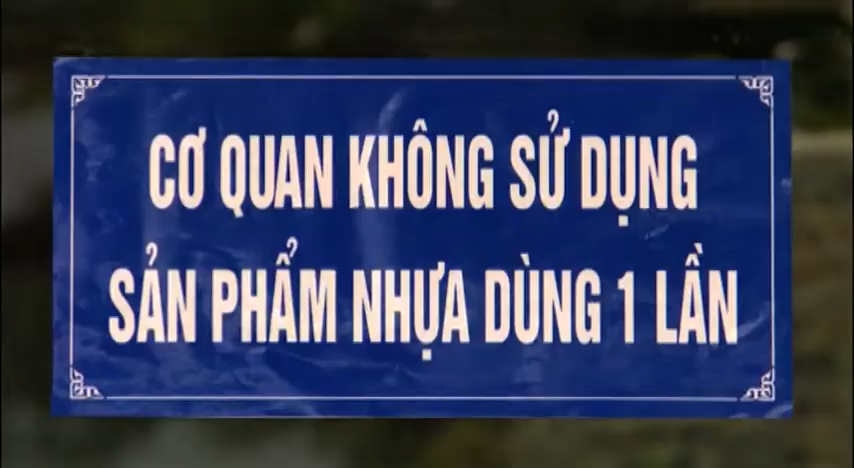 CƠ QUAN KHÔNG SỬ DỤNG
SẢN PHẨM NHỰA DÙNG 1 LẦN